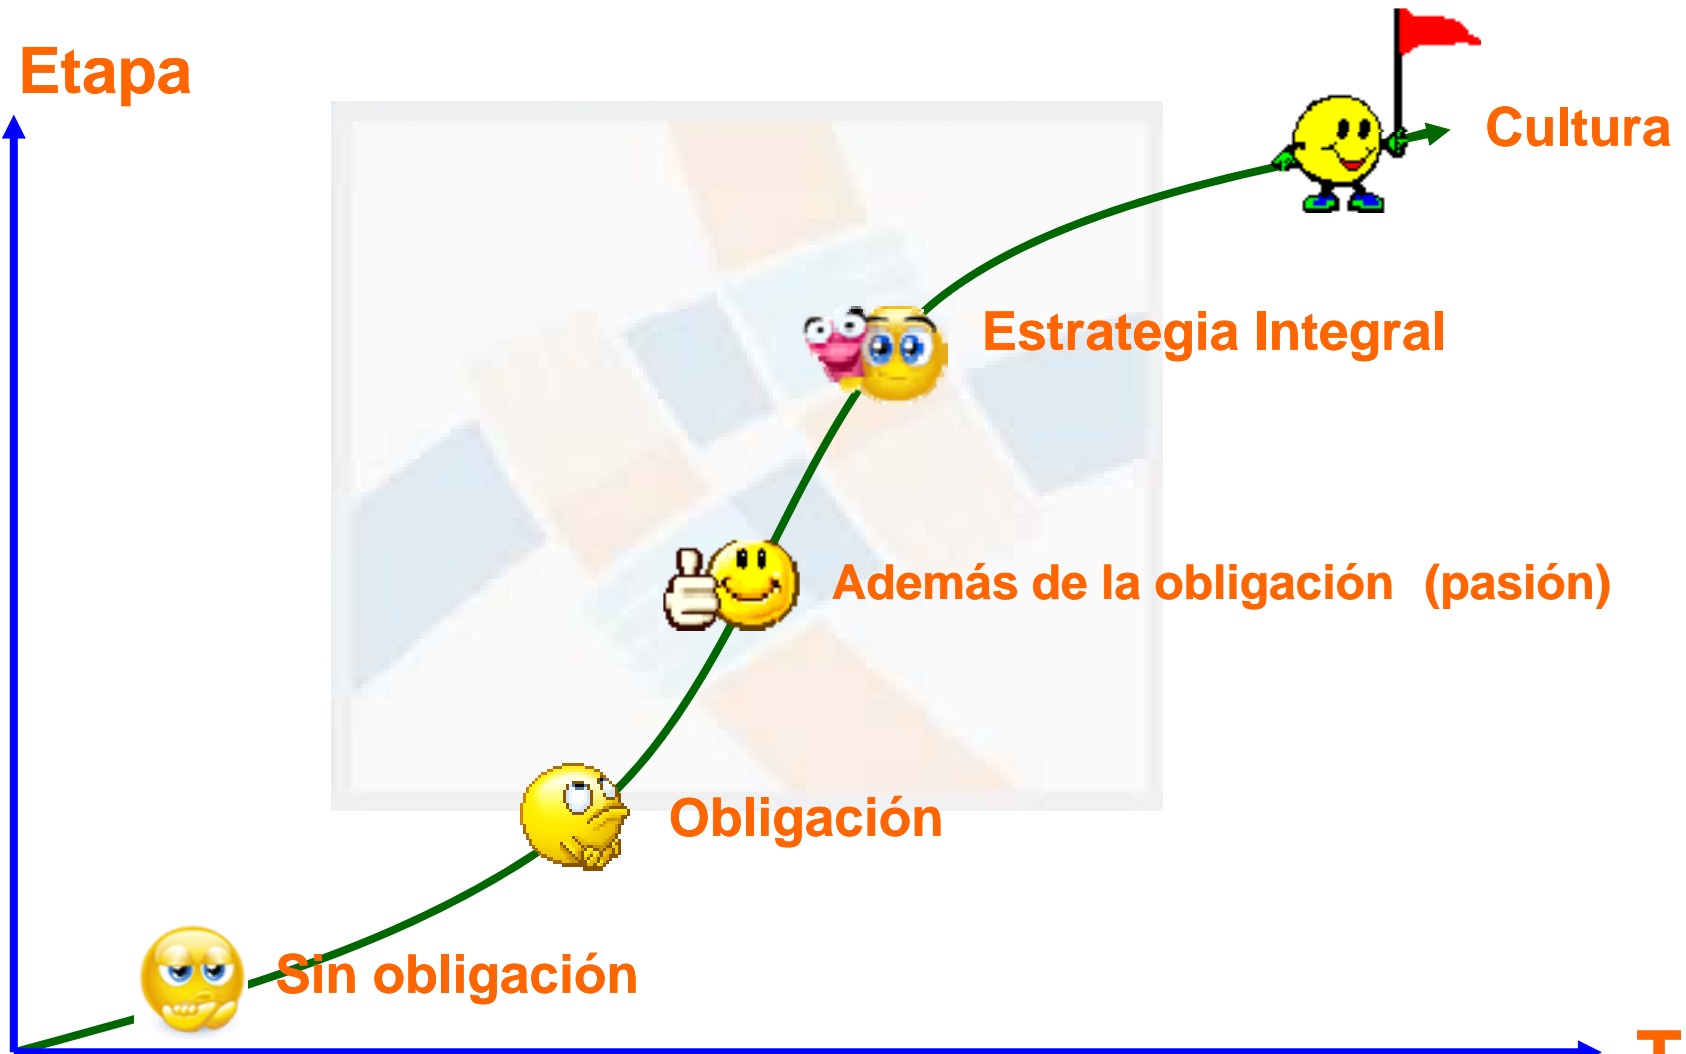 Etapa
Cultura
Estrategia Integral
Además de la obligación (pasión)
Obligación
Sin obligación
T